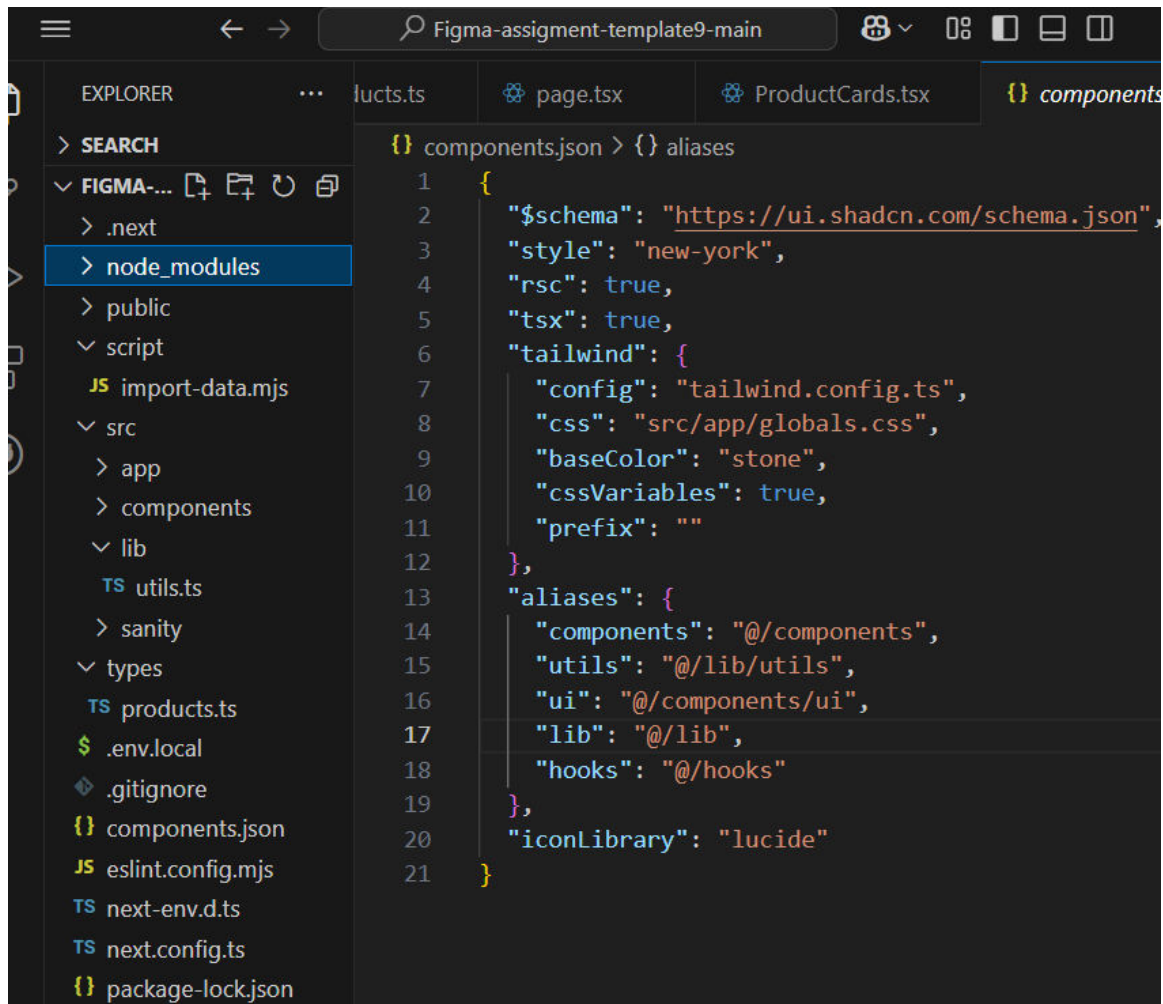 Figma-assigment-template9-main
EXPLORER
...
ducts.ts
page.tsx
ProductCards.tsx
{} components
> SEARCH
FIGMA-...
> .next
> node_modules
> public
script
JS import-data.mjs
src
> app
> components
lib
TS utils.ts
> sanity
types
TS products.ts
$ .env.local
.gitignore
{} components.json
JS eslint.config.mjs
TS next-env.d.ts
TS next.config.ts
{} package-lock.json
{} components.json > {} aliases
1 {
2 "$schema": "https://ui.shadcn.com/schema.json",
3 "style": "new-york",
4 "rsc": true,
5 "tsx": true,
6 "tailwind": {
7 "config": "tailwind.config.ts",
8 "css": "src/app/globals.css",
9 "baseColor": "stone",
10 "cssVariables": true,
11 "prefix": ""
12 },
13 "aliases": {
14 "components": "@/components",
15 "utils": "@/lib/utils",
16 "ui": "@/components/ui",
17 "lib": "@/lib",
18 "hooks": "@/hooks"
19 },
20 "iconLibrary": "lucide"
21 }